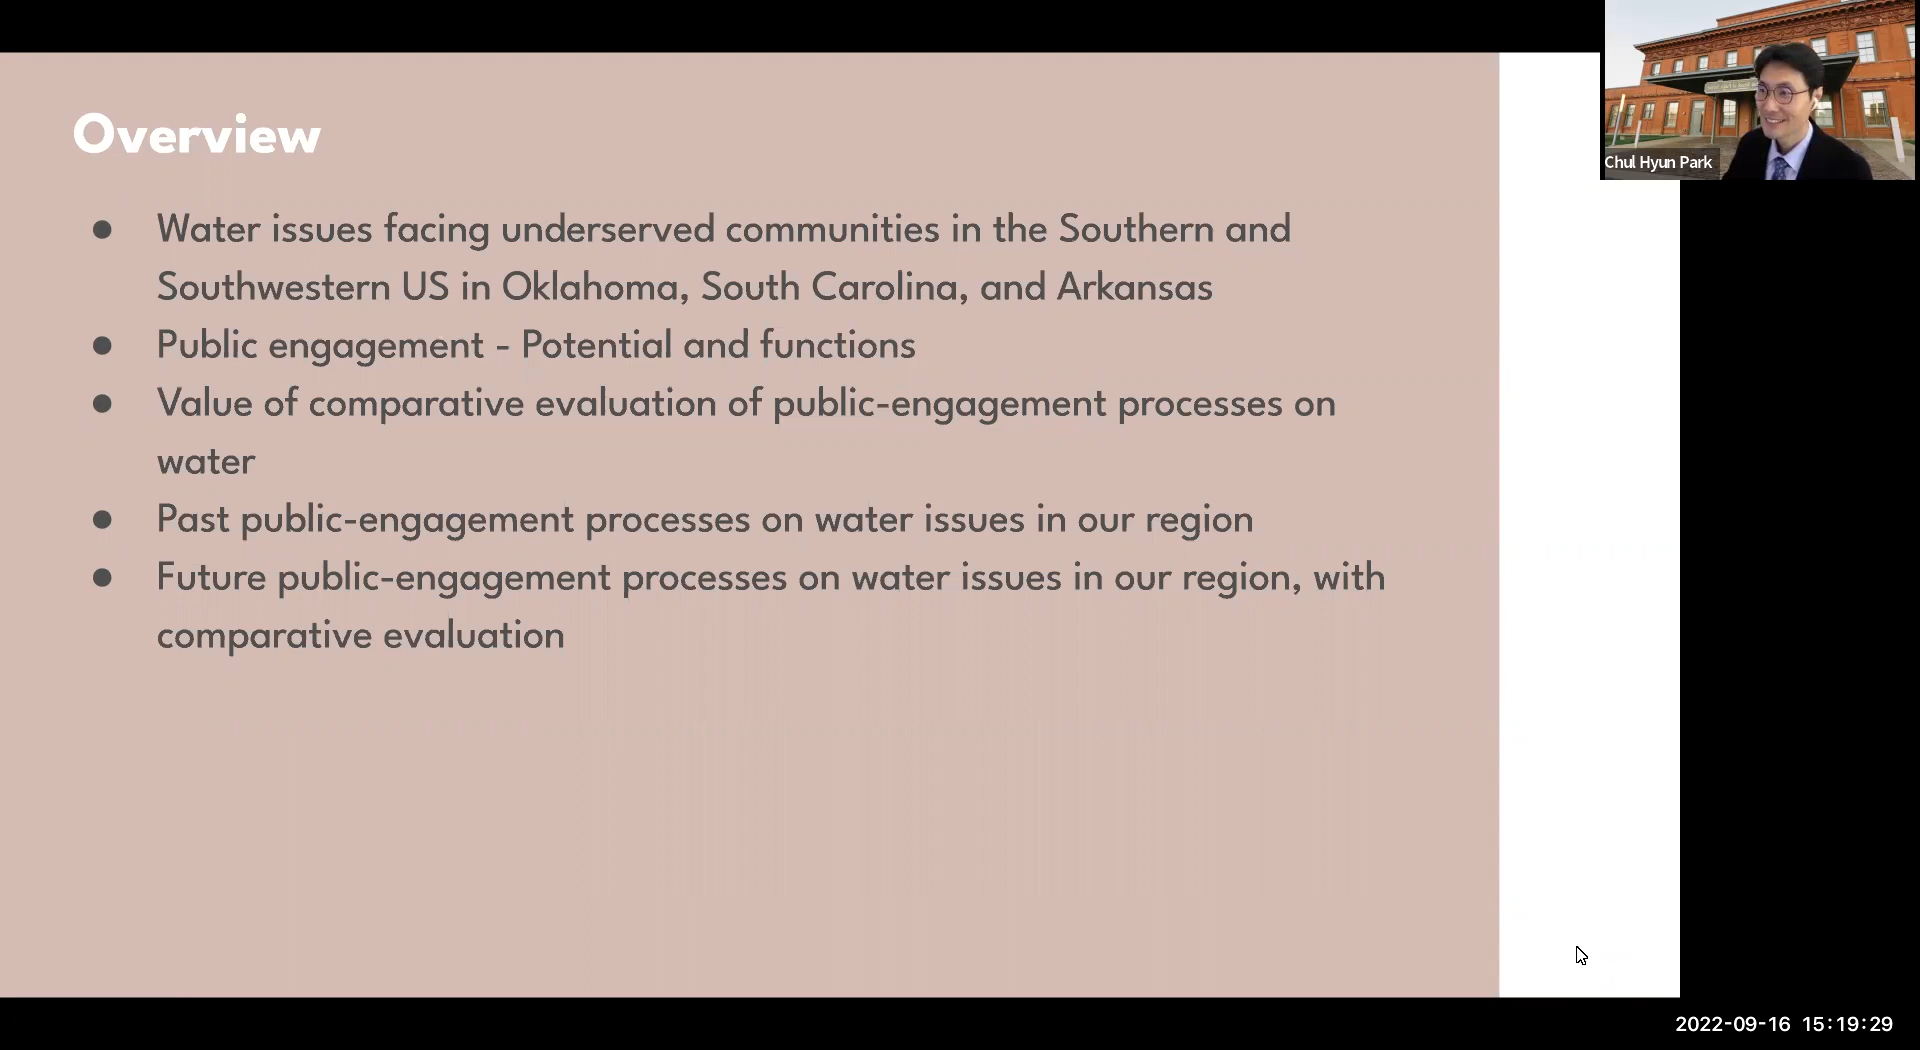 Overview
● Water issues facing underserved communities in the Southern and
Southwestern US in Oklahoma, South Carolina, and Arkansas
● Public engagement - Potential and functions
● Value of comparative evaluation of public-engagement processes on
water
● Past public-engagement processes on water issues in our region
● Future public-engagement processes on water issues in our region, with
comparative evaluation
Chul Hyun Park
2022-09-16 15:19:29